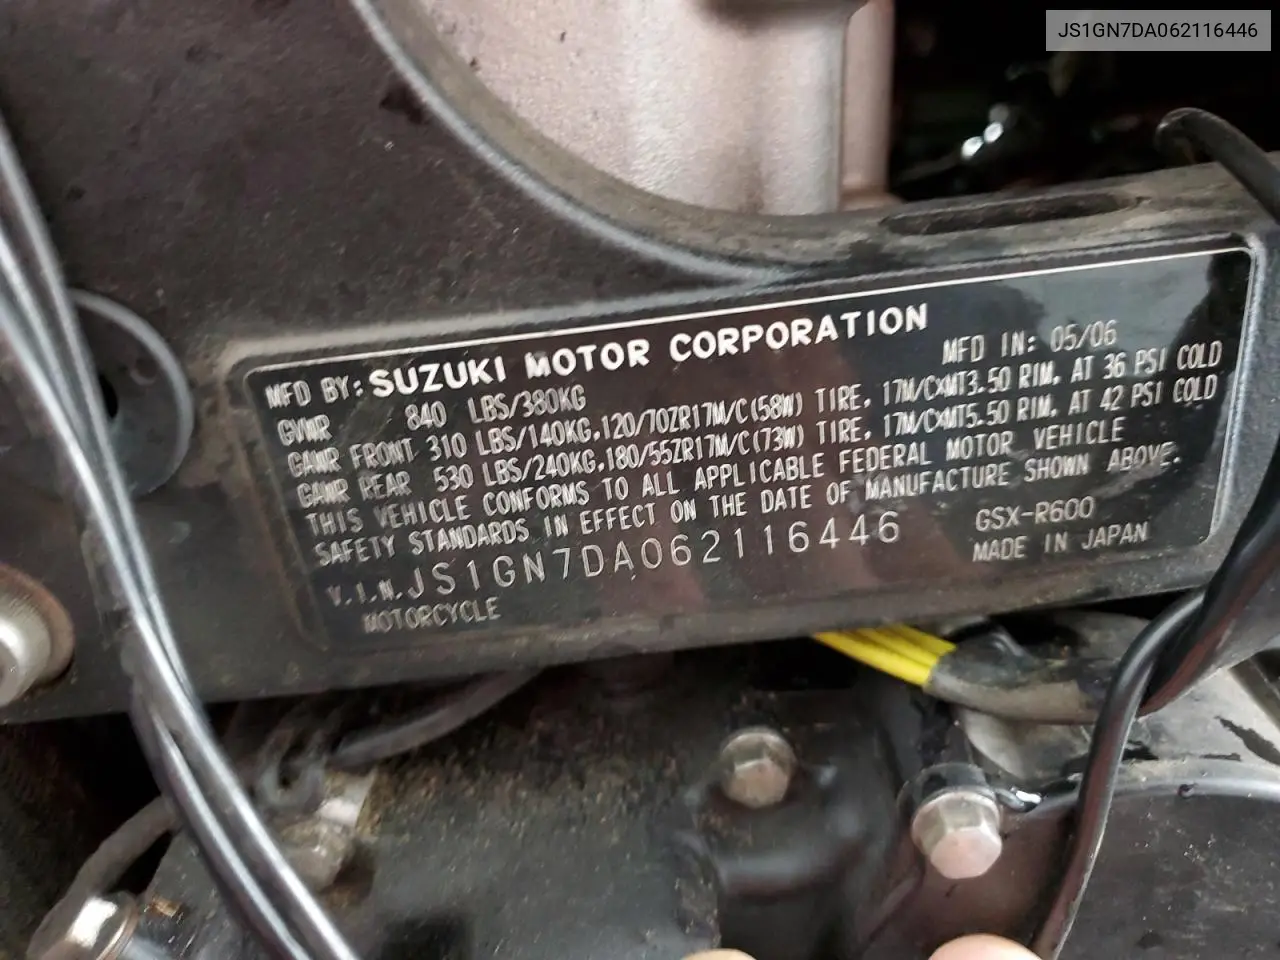 JS1GN7DA062116446
MFD BY: SUZUKI MOTOR CORPORATION
MFD IN: 05/06
GVWR 840 LBS/380KG
GAWR FRONT 310 LBS/140KG,120/70ZR17M/C(58W) TIRE, 17M/CXMT3.50 RIM, AT 36 PSI COLD
GAWR REAR 530 LBS/240KG,180/55ZR17M/C(73W) TIRE, 17M/CXMT5.50 RIM, AT 42 PSI COLD
THIS VEHICLE CONFORMS TO ALL APPLICABLE FEDERAL MOTOR VEHICLE
SAFETY STANDARDS IN EFFECT ON THE DATE OF MANUFACTURE SHOWN ABOVE.
V.I.N. JS1GN7DA062116446 GSX-R600
MOTORCYCLE MADE IN JAPAN